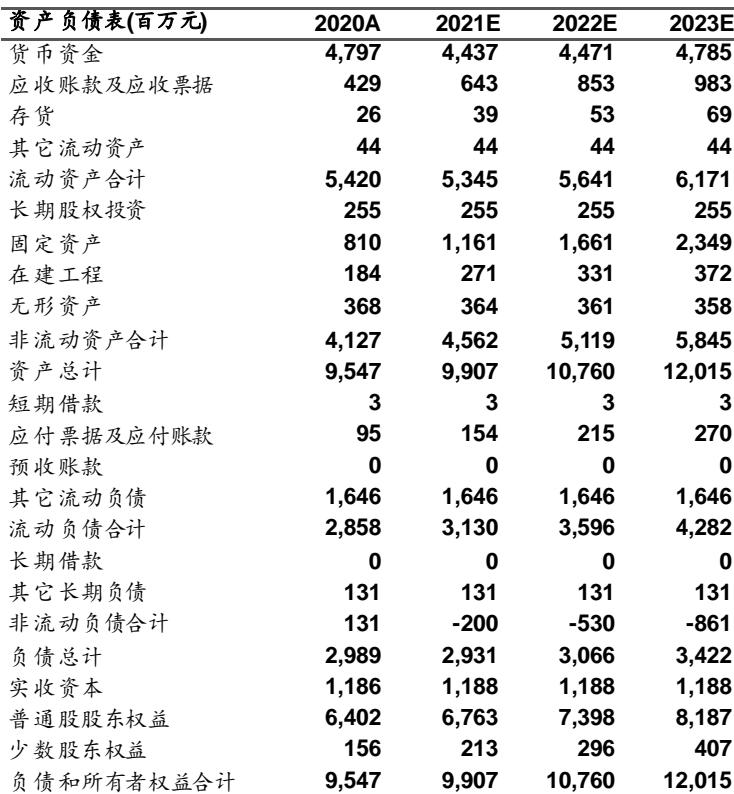 资产负债表(百万元) 2020A 2021E 2022E 2023E
货币资金 4,797 4,437 4,471 4,785
应收账款及应收票据 429 643 853 983
存货 26 39 53 69
其它流动资产 44 44 44 44
流动资产合计 5,420 5,345 5,641 6,171
长期股权投资 255 255 255 255
固定资产 810 1,161 1,661 2,349
在建工程 184 271 331 372
无形资产 368 364 361 358
非流动资产合计 4,127 4,562 5,119 5,845
资产总计 9,547 9,907 10,760 12,015
短期借款 3 3 3 3
应付票据及应付账款 95 154 215 270
预收账款 0 0 0 0
其它流动负债 1,646 1,646 1,646 1,646
流动负债合计 2,858 3,130 3,596 4,282
长期借款 0 0 0 0
其它长期负债 131 131 131 131
非流动负债合计 131 -200 -530 -861
负债总计 2,989 2,931 3,066 3,422
实收资本 1,186 1,188 1,188 1,188
普通股股东权益 6,402 6,763 7,398 8,187
少数股东权益 156 213 296 407
负债和所有者权益合计 9,547 9,907 10,760 12,015